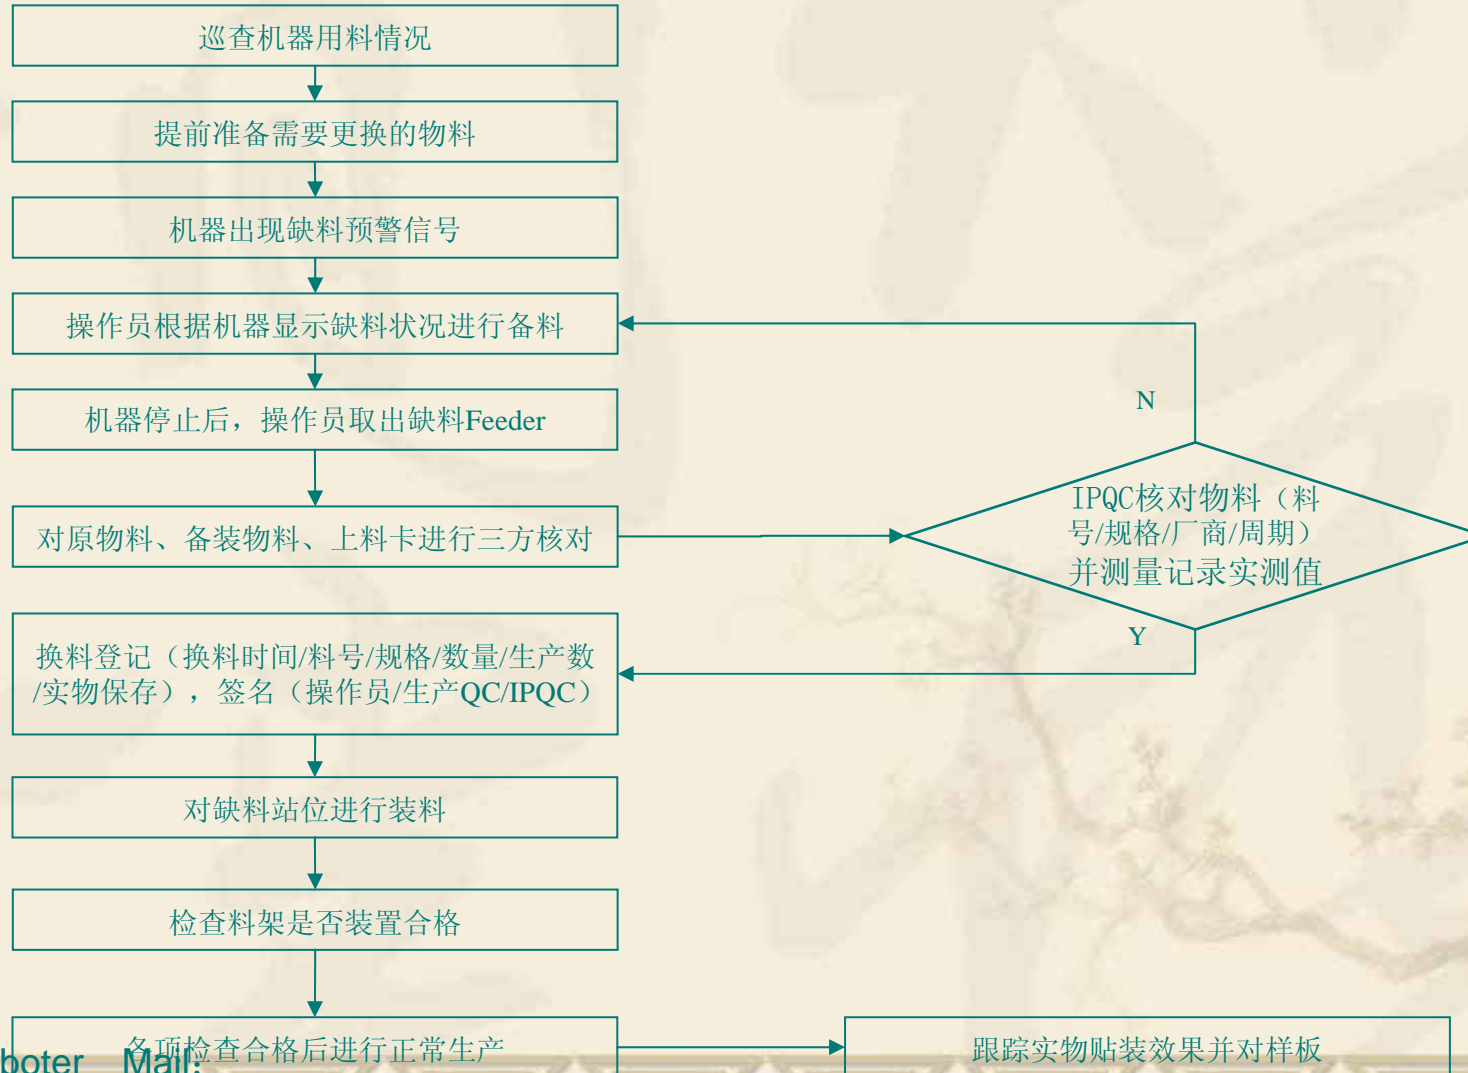 巡查机器用料情况
提前准备需要更换的物料
机器出现缺料预警信号
操作员根据机器显示缺料状况进行备料
机器停止后，操作员取出缺料Feeder
对原物料、备装物料、上料卡进行三方核对
N
IPQC核对物料（料
号/规格/厂商/周期）
并测量记录实测值
Y
换料登记（换料时间/料号/规格/数量/生产数
/实物保存），签名（操作员/生产QC/IPQC）
对缺料站位进行装料
检查料架是否装置合格
各项检查合格后进行正常生产
跟踪实物贴装效果并对样板
boter Mail: